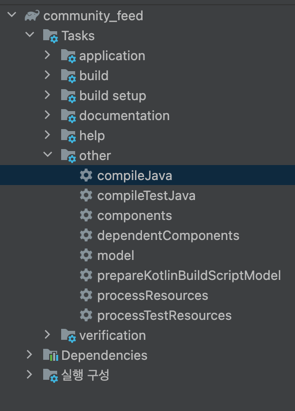 community_feed
Tasks
application
build
build setup
documentation
help
other
compileJava
compileTestJava
components
dependentComponents
model
prepareKotlinBuildScriptModel
processResources
processTestResources
verification
Dependencies
실행 구성